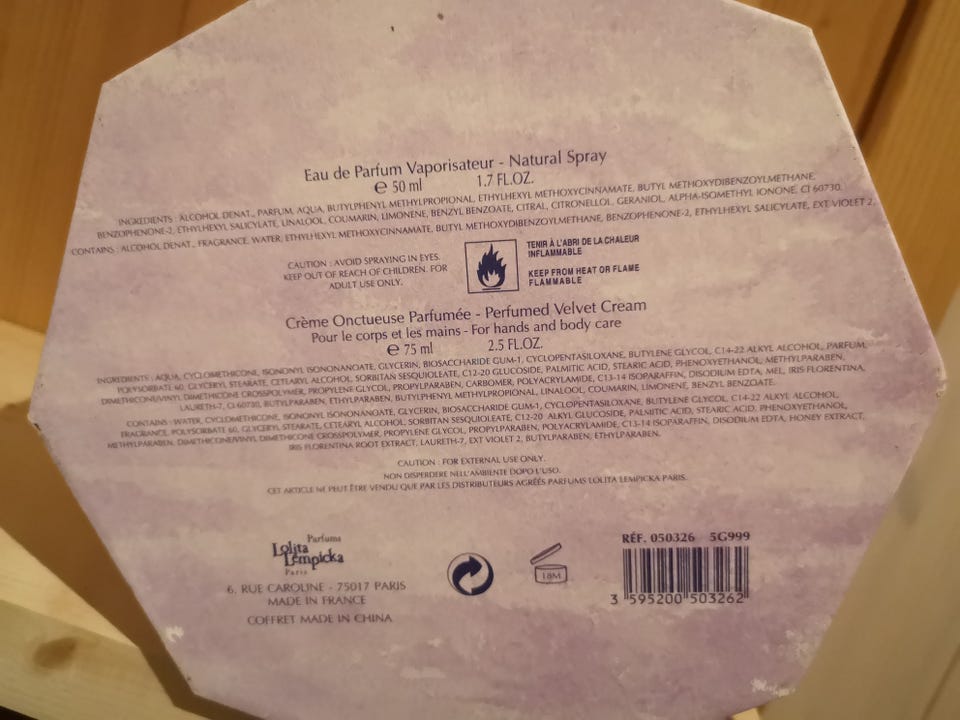 Eau de Parfum Vaporisateur - Natural Spray
℮ 50 ml 1.7 FL.OZ.
INGREDIENTS : ALCOHOL DENAT., PARFUM, AQUA, BUTYLPHENYL METHYLPROPIONAL, ETHYLHEXYL METHOXYCINNAMATE, BUTYL METHOXYDIBENZOYLMETHANE,
BENZOPHENONE-2, ETHYLHEXYL SALICYLATE, LINALOOL, COUMARIN, LIMONENE, BENZYL BENZOATE, CITRAL, CITRONELLOL, GERANIOL, ALPHA-ISOMETHYL IONONE, CI 60730.
CONTAINS : ALCOHOL DENAT., FRAGRANCE, WATER, ETHYLHEXYL METHOXYCINNAMATE, BUTYL METHOXYDIBENZOYLMETHANE, BENZOPHENONE-2, ETHYLHEXYL SALICYLATE, EXT VIOLET 2.
CAUTION : AVOID SPRAYING IN EYES.
KEEP OUT OF REACH OF CHILDREN. FOR
ADULT USE ONLY.
TENIR À L'ABRI DE LA CHALEUR
INFLAMMABLE
KEEP FROM HEAT OR FLAME
FLAMMABLE
Crème Onctueuse Parfumée - Perfumed Velvet Cream
Pour le corps et les mains - For hands and body care
℮ 75 ml 2.5 FL.OZ.
INGREDIENTS : AQUA, CYCLOMETHICONE, ISONONYL ISONONANOATE, GLYCERIN, BIOSACCHARIDE GUM-1, CYCLOPENTASILOXANE, BUTYLENE GLYCOL, C14-22 ALKYL ALCOHOL, PARFUM,
POLYSORBATE 60, GLYCERYL STEARATE, CETEARYL ALCOHOL, SORBITAN SESQUIOLEATE, C12-20 GLUCOSIDE, PALMITIC ACID, STEARIC ACID, PHENOXYETHANOL, METHYLPARABEN,
DIMETHICONE/VINYL DIMETHICONE CROSSPOLYMER, PROPYLENE GLYCOL, PROPYLPARABEN, CARBOMER, POLYACRYLAMIDE, C13-14 ISOPARAFFIN, DISODIUM EDTA, MEL, IRIS FLORENTINA,
LAURETH-7, CI 60730, BUTYLPARABEN, ETHYLPARABEN, BUTYLPHENYL METHYLPROPIONAL, LINALOOL, COUMARIN, LIMONENE, BENZYL BENZOATE.
CONTAINS : WATER, CYCLOMETHICONE, ISONONYL ISONONANOATE, GLYCERIN, BIOSACCHARIDE GUM-1, CYCLOPENTASILOXANE, BUTYLENE GLYCOL, C14-22 ALKYL ALCOHOL,
FRAGRANCE, POLYSORBATE 60, GLYCERYL STEARATE, CETEARYL ALCOHOL, SORBITAN SESQUIOLEATE, C12-20 ALKYL GLUCOSIDE, PALMITIC ACID, STEARIC ACID, PHENOXYETHANOL,
METHYLPARABEN, DIMETHICONE/VINYL DIMETHICONE CROSSPOLYMER, PROPYLENE GLYCOL, PROPYLPARABEN, POLYACRYLAMIDE, C13-14 ISOPARAFFIN, DISODIUM EDTA, HONEY EXTRACT,
IRIS FLORENTINA ROOT EXTRACT, LAURETH-7, EXT VIOLET 2, BUTYLPARABEN, ETHYLPARABEN.
CAUTION : FOR EXTERNAL USE ONLY.
NON DISPERDERE NELL'AMBIENTE DOPO L'USO.
CET ARTICLE NE PEUT ÊTRE VENDU QUE PAR LES DISTRIBUTEURS AGRÉÉS PARFUMS LOLITA LEMPICKA PARIS.
Parfums
Lolita
Lempicka
Paris
6, RUE CAROLINE - 75017 PARIS
MADE IN FRANCE
COFFRET MADE IN CHINA
18M
RÉF. 050326 5G999
3 595200 503262